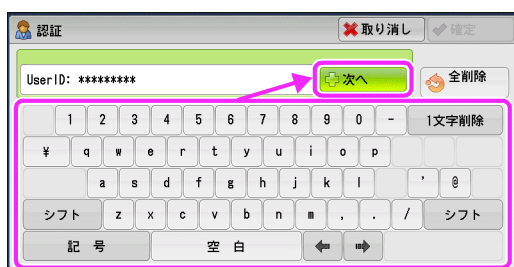 認証 取り消し 確定
UserID: ********* 次へ 全削除
1 2 3 4 5 6 7 8 9 0 - 1文字削除
¥ q w e r t y u i o p
a s d f g h j k l ' @
シフト z x c v b n m , . / シフト
記号 空白